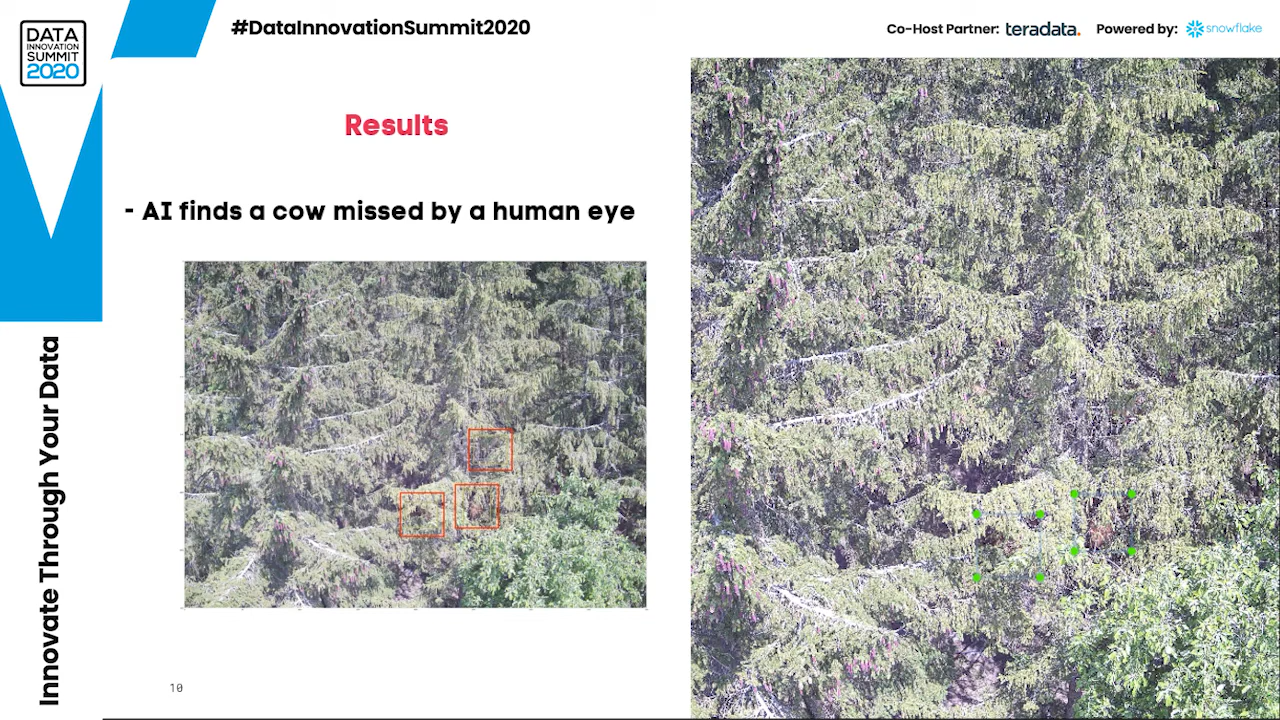 DATA
INNOVATION
SUMMIT
2020
#DataInnovationSummit2020
Co-Host Partner: teradata. Powered by: snowflake
Results
- AI finds a cow missed by a human eye
Innovate Through Your Data
10